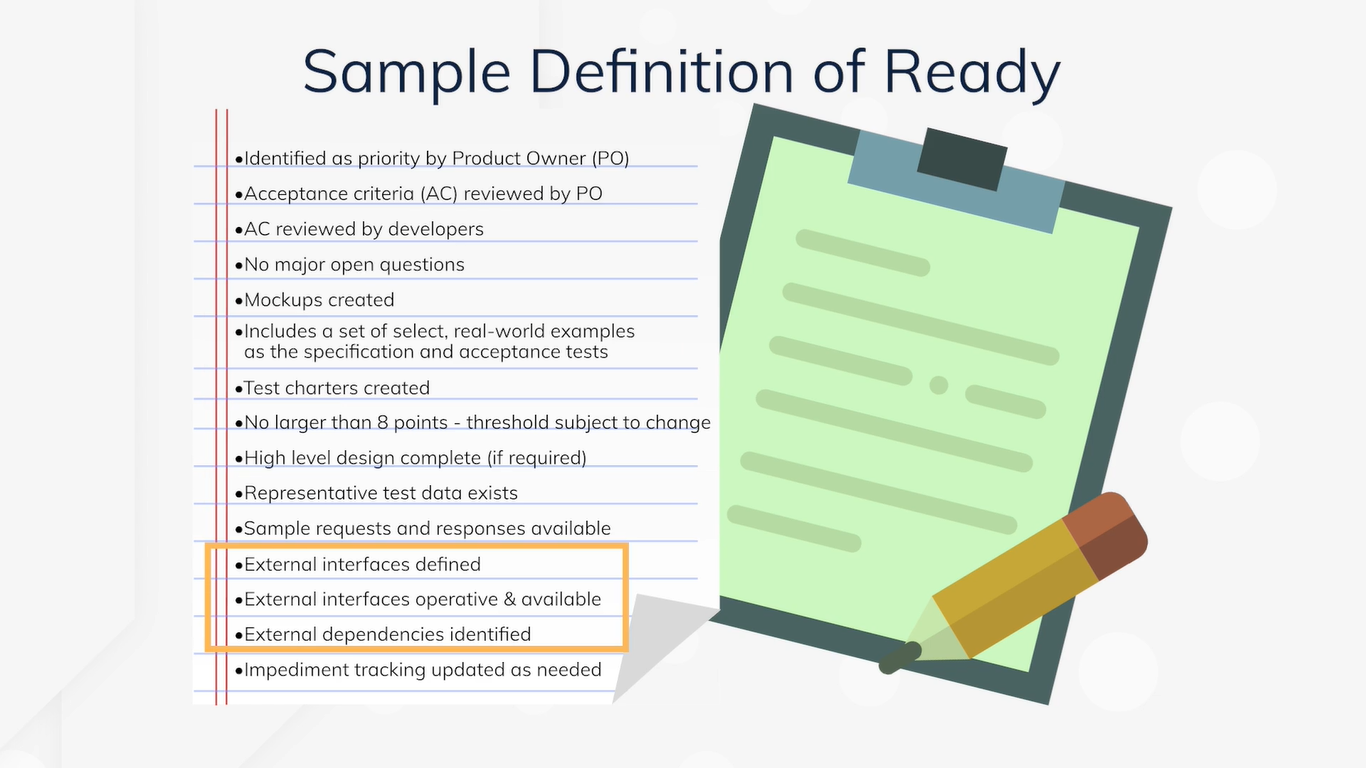 Sample Definition of Ready
•Identified as priority by Product Owner (PO)
•Acceptance criteria (AC) reviewed by PO
•AC reviewed by developers
•No major open questions
•Mockups created
•Includes a set of select, real-world examples
as the specification and acceptance tests
•Test charters created
•No larger than 8 points - threshold subject to change
•High level design complete (if required)
•Representative test data exists
•Sample requests and responses available
•External interfaces defined
•External interfaces operative & available
•External dependencies identified
•Impediment tracking updated as needed